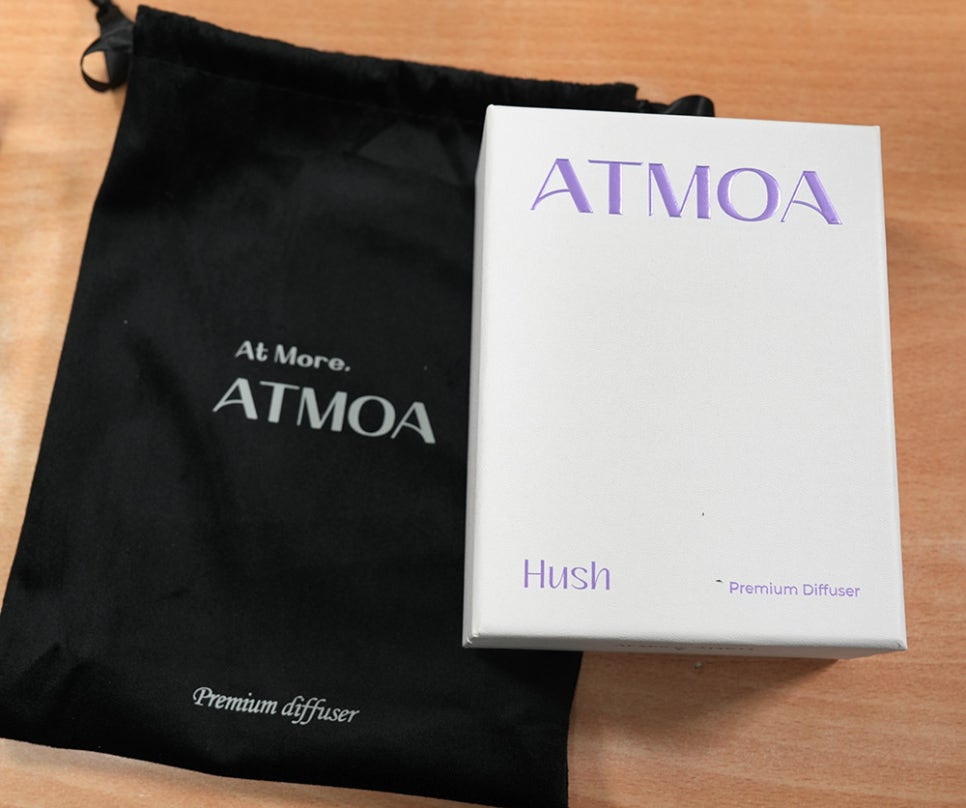 At More.
ATMOA
Premium diffuser
ATMOA
Hush
Premium Diffuser